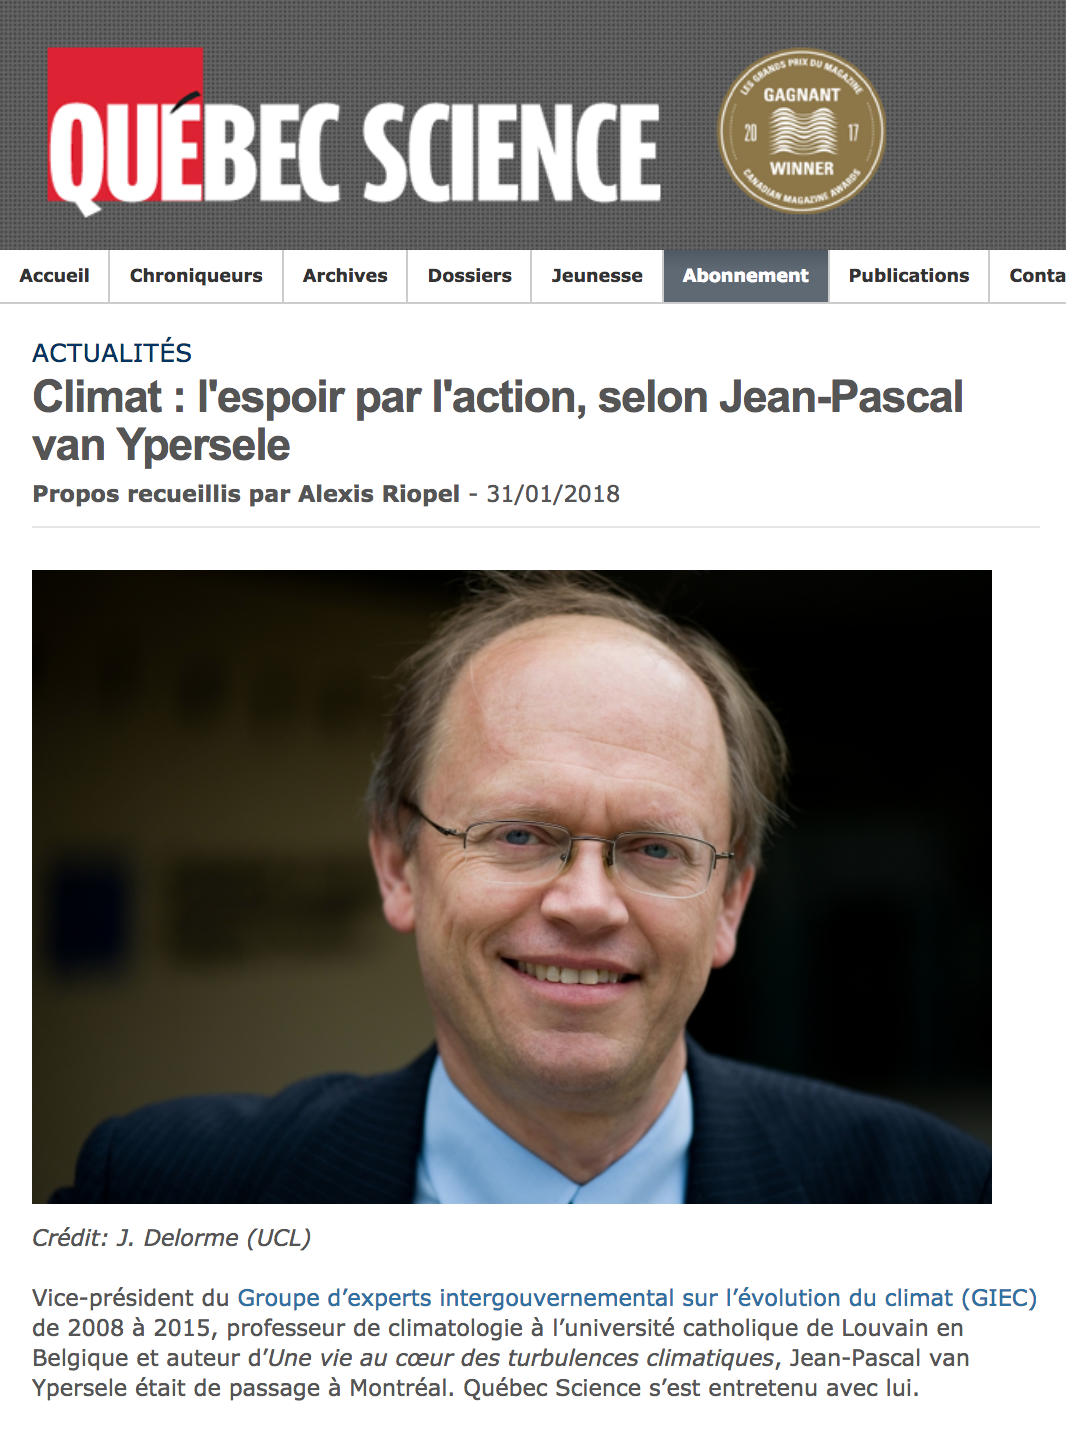 QUÉBEC SCIENCE
LES GRANDS PRIX DU MAGAZINE
GAGNANT
20 17
WINNER
CANADIAN MAGAZINE AWARDS
Accueil Chroniqueurs Archives Dossiers Jeunesse Abonnement Publications Conta
ACTUALITÉS
Climat : l'espoir par l'action, selon Jean-Pascal
van Ypersele
Propos recueillis par Alexis Riopel - 31/01/2018
Crédit: J. Delorme (UCL)
Vice-président du Groupe d’experts intergouvernemental sur l’évolution du climat (GIEC)
de 2008 à 2015, professeur de climatologie à l’université catholique de Louvain en
Belgique et auteur d’Une vie au cœur des turbulences climatiques, Jean-Pascal van
Ypersele était de passage à Montréal. Québec Science s’est entretenu avec lui.